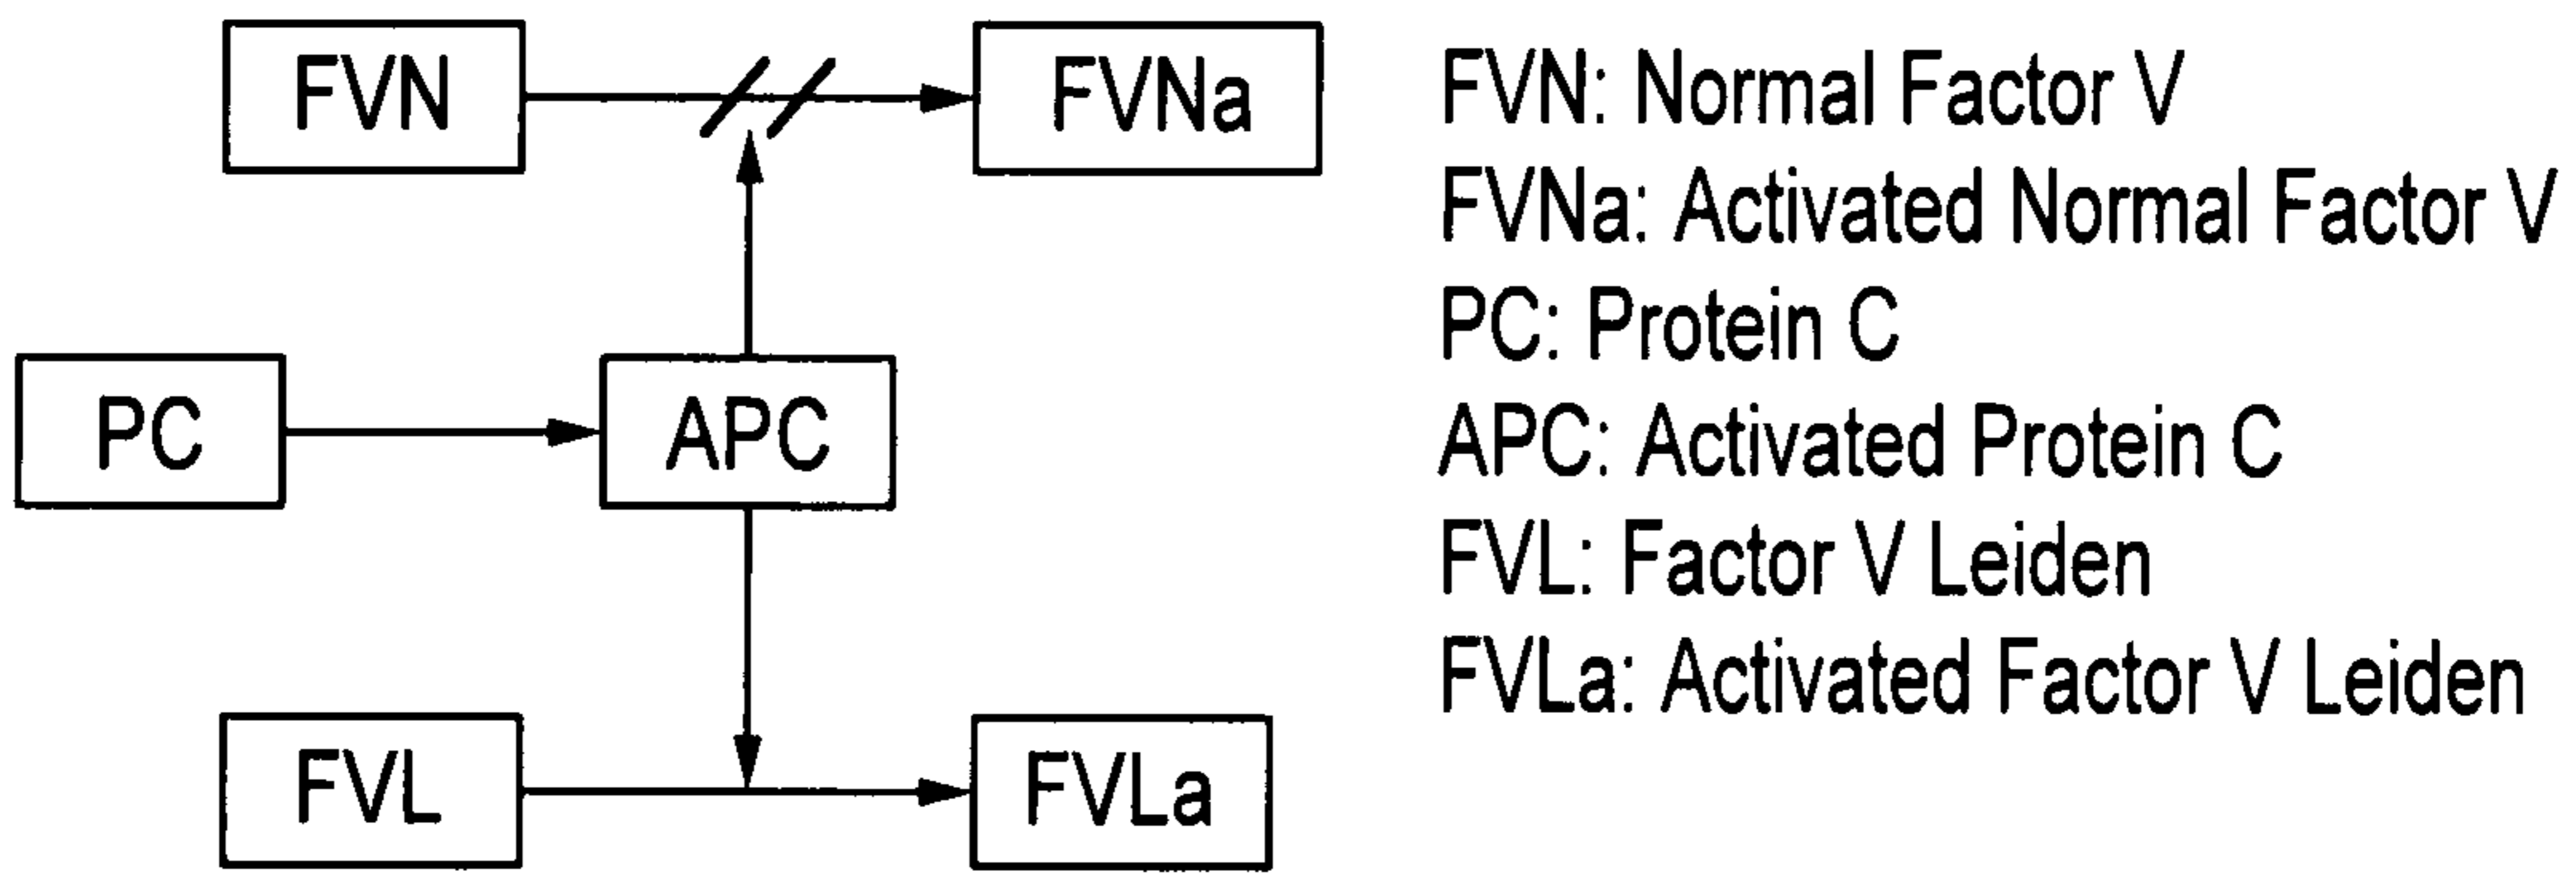 FVN
FVNa
PC
APC
FVL
FVLa
FVN: Normal Factor V
FVNa: Activated Normal Factor V
PC: Protein C
APC: Activated Protein C
FVL: Factor V Leiden
FVLa: Activated Factor V Leiden